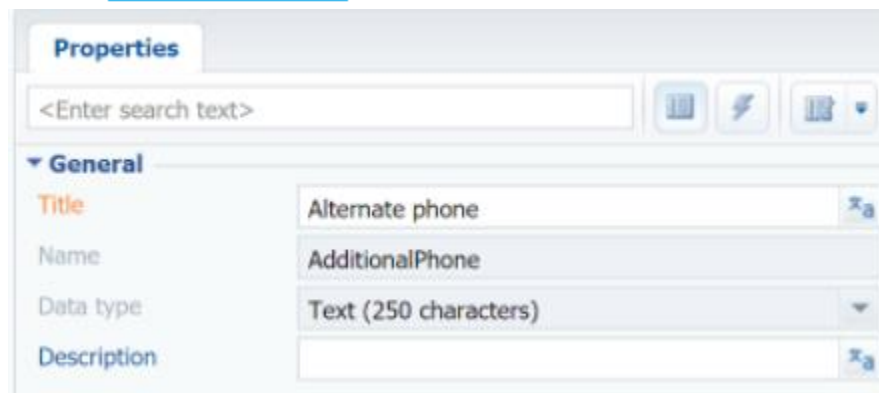 Properties
<Enter search text>
General
Title Alternate phone
Name AdditionalPhone
Data type Text (250 characters)
Description